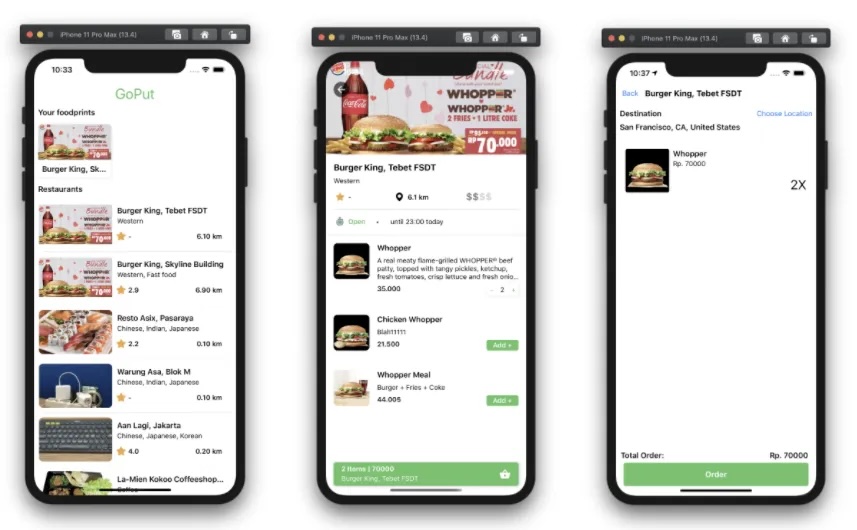 iPhone 11 Pro Max (13.4)
10:33
GoPut
Your foodprints
Burger King, Sk...
Restaurants
Burger King, Tebet FSDT
Western
-
6.10 km
Burger King, Skyline Building
Western, Fast food
2.9
6.90 km
Resto Asix, Pasaraya
Chinese, Indian, Japanese
2.2
0.10 km
Warung Asa, Blok M
Chinese, Indian, Japanese
-
0.10 km
Aan Lagi, Jakarta
Chinese, Japanese, Korean
4.0
0.20 km
La-Mien Kokoo Coffeeshop...
Coffee
iPhone 11 Pro Max (13.4)
Bundle
WHOPPER
WHOPPER Jr.
2 FRIES + 1 LITRE COKE
RP 70.000
Burger King, Tebet FSDT
Western
-
6.1 km
$$$$
Open • until 23:00 today
Whopper
A real meaty flame-grilled WHOPPER® beef
patty, topped with tangy pickles, ketchup,
fresh tomatoes, crisp lettuce and fresh onio...
35.000
- 2 +
Chicken Whopper
Blah11111
21.500
Add +
Whopper Meal
Burger + Fries + Coke
44.005
Add +
2 Items | 70000
Burger King, Tebet FSDT
iPhone 11 Pro Max (13.4)
10:37
Back
Burger King, Tebet FSDT
Destination
Choose Location
San Francisco, CA, United States
Whopper
Rp. 70000
2X
Total Order:
Rp. 70000
Order